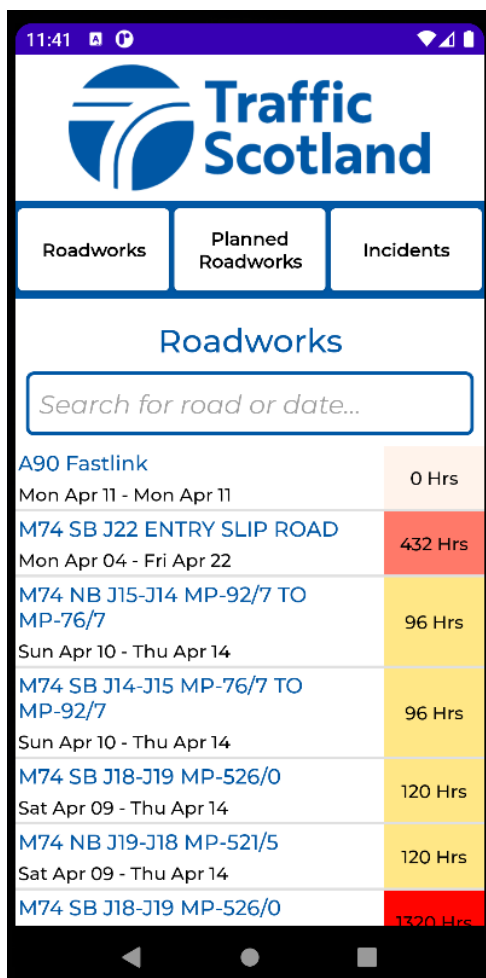 11:41
Traffic
Scotland
Roadworks
Planned
Roadworks
Incidents
Roadworks
Search for road or date...
A90 Fastlink
Mon Apr 11 - Mon Apr 11
0 Hrs
M74 SB J22 ENTRY SLIP ROAD
Mon Apr 04 - Fri Apr 22
432 Hrs
M74 NB J15-J14 MP-92/7 TO
MP-76/7
Sun Apr 10 - Thu Apr 14
96 Hrs
M74 SB J14-J15 MP-76/7 TO
MP-92/7
Sun Apr 10 - Thu Apr 14
96 Hrs
M74 SB J18-J19 MP-526/0
Sat Apr 09 - Thu Apr 14
120 Hrs
M74 NB J19-J18 MP-521/5
Sat Apr 09 - Thu Apr 14
120 Hrs
M74 SB J18-J19 MP-526/0
1320 Hrs